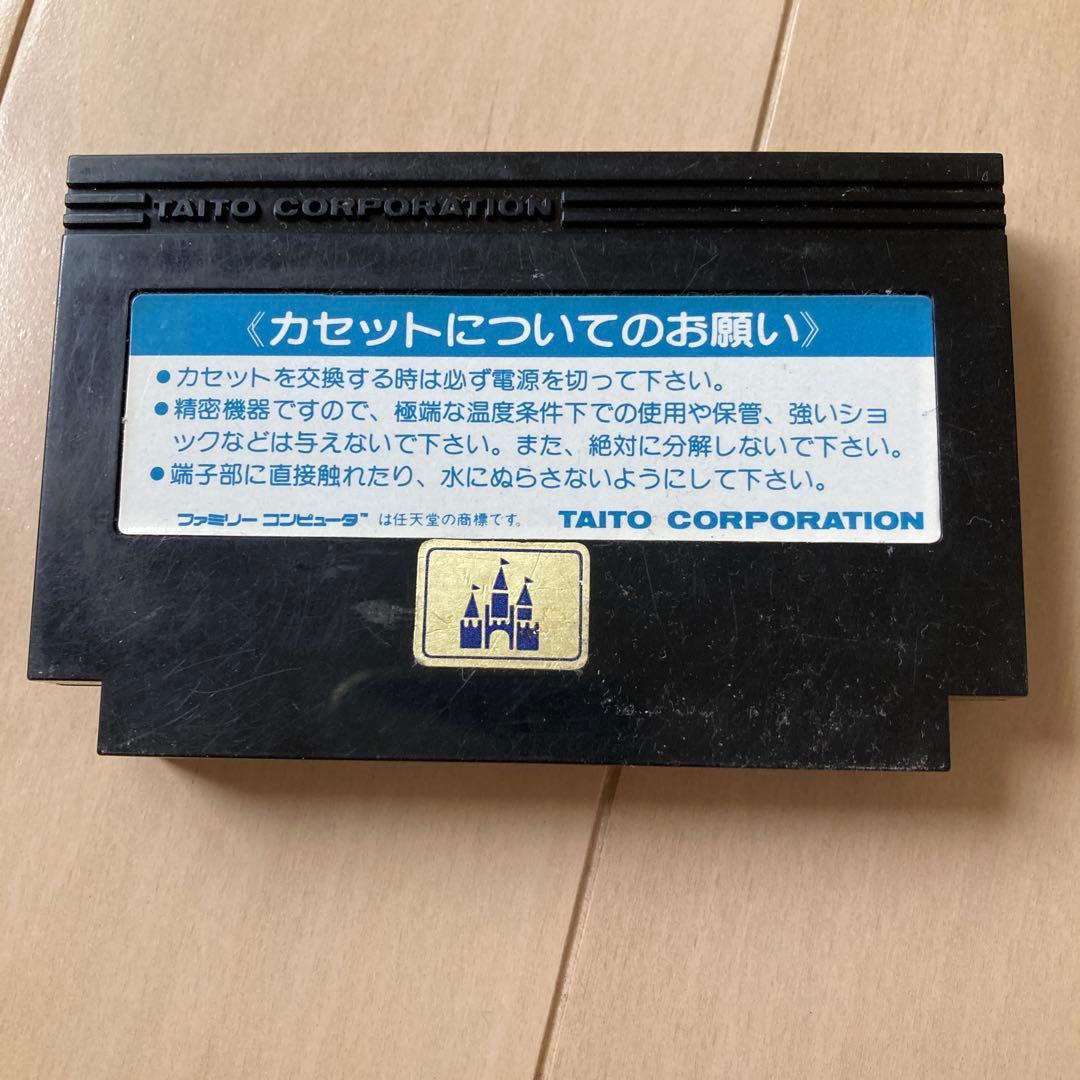 TAITO CORPORATION
《カセットについてのお願い》
●カセットを交換する時は必ず電源を切って下さい。
●精密機器ですので、極端な温度条件下での使用や保管、強いショ
ックなどは与えないで下さい。また、絶対に分解しないで下さい。
●端子部に直接触れたり、水にぬらさないようにして下さい。
ファミリー コンピュータ™ は任天堂の商標です。 TAITO CORPORATION